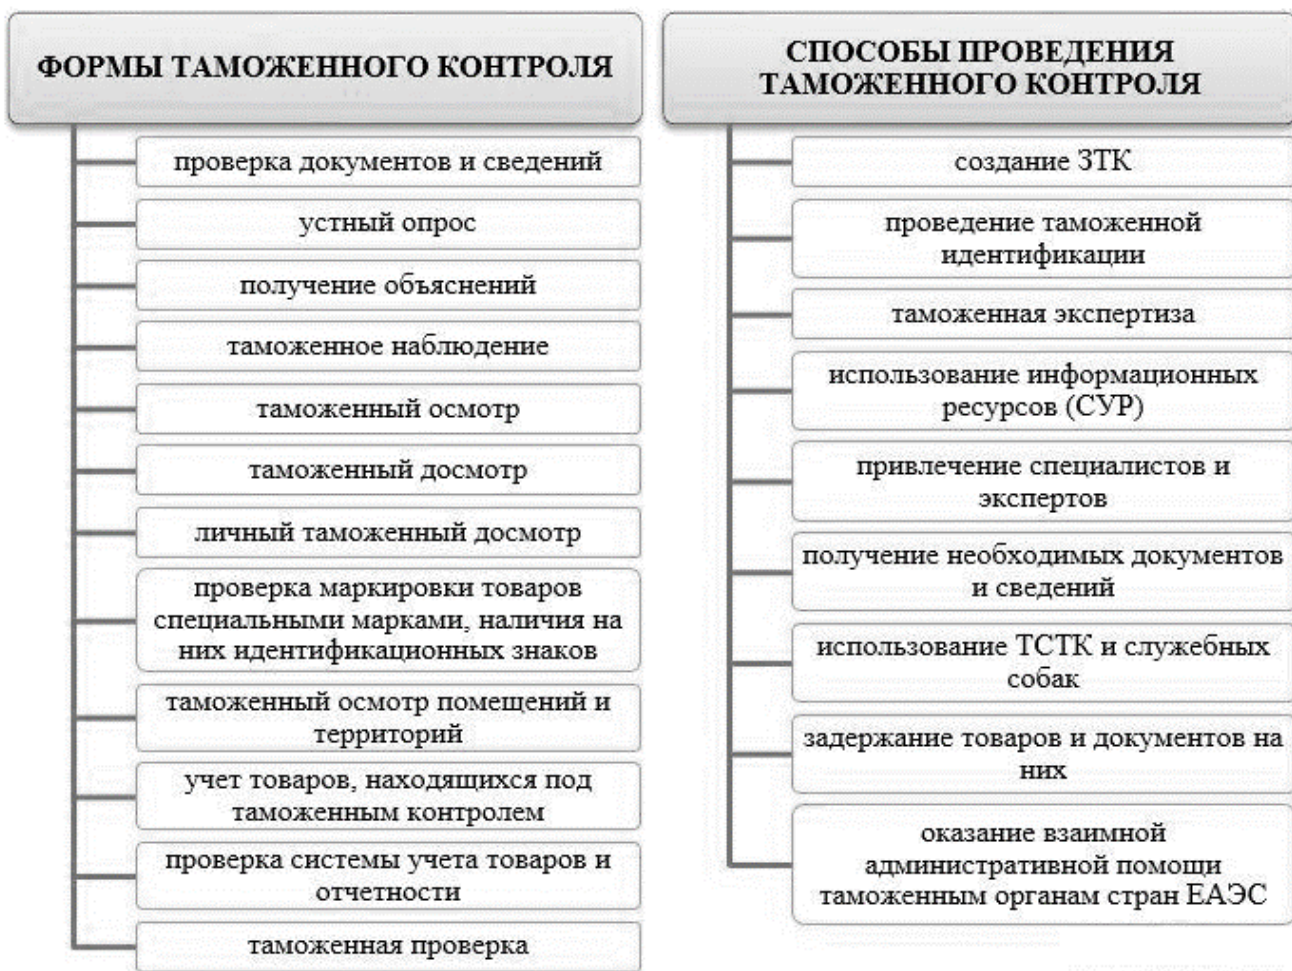 ФОРМЫ ТАМОЖЕННОГО КОНТРОЛЯ
проверка документов и сведений
устный опрос
получение объяснений
таможенное наблюдение
таможенный осмотр
таможенный досмотр
личный таможенный досмотр
проверка маркировки товаров
специальными марками, наличия на
них идентификационных знаков
таможенный осмотр помещений и
территорий
учет товаров, находящихся под
таможенным контролем
проверка системы учета товаров и
отчетности
таможенная проверка
СПОСОБЫ ПРОВЕДЕНИЯ
ТАМОЖЕННОГО КОНТРОЛЯ
создание ЗТК
проведение таможенной
идентификации
таможенная экспертиза
использование информационных
ресурсов (СУР)
привлечение специалистов и
экспертов
получение необходимых документов
и сведений
использование ТСТК и служебных
собак
задержание товаров и документов на
них
оказание взаимной
административной помощи
таможенным органам стран ЕАЭС